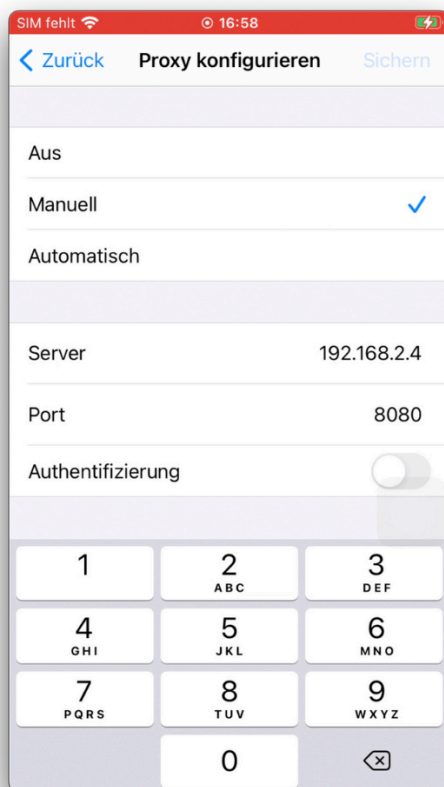 SIM fehlt 16:58
Zurück Proxy konfigurieren Sichern
Aus
Manuell
Automatisch
Server 192.168.2.4
Port 8080
Authentifizierung
1 2 3
ABC DEF
4 5 6
GHI JKL MNO
7 8 9
PQRS TUV WXYZ
0